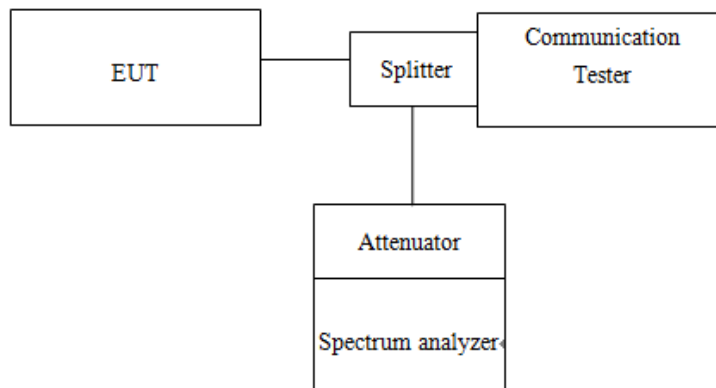 EUT
Splitter
Communication
Tester
Attenuator
Spectrum analyzer